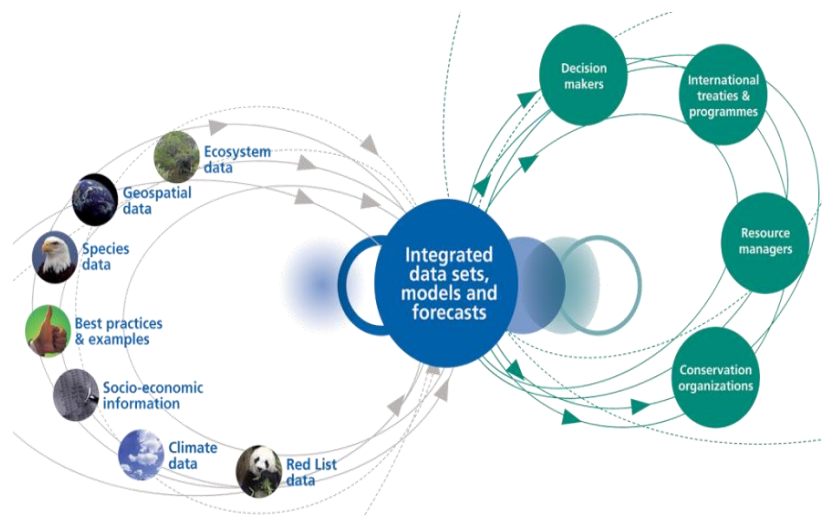 Ecosystem
data
Geospatial
data
Species
data
Best practices
& examples
Socio-economic
information
Climate
data
Red List
data
Integrated
data sets,
models and
forecasts
Decision
makers
International
treaties &
programmes
Resource
managers
Conservation
organizations